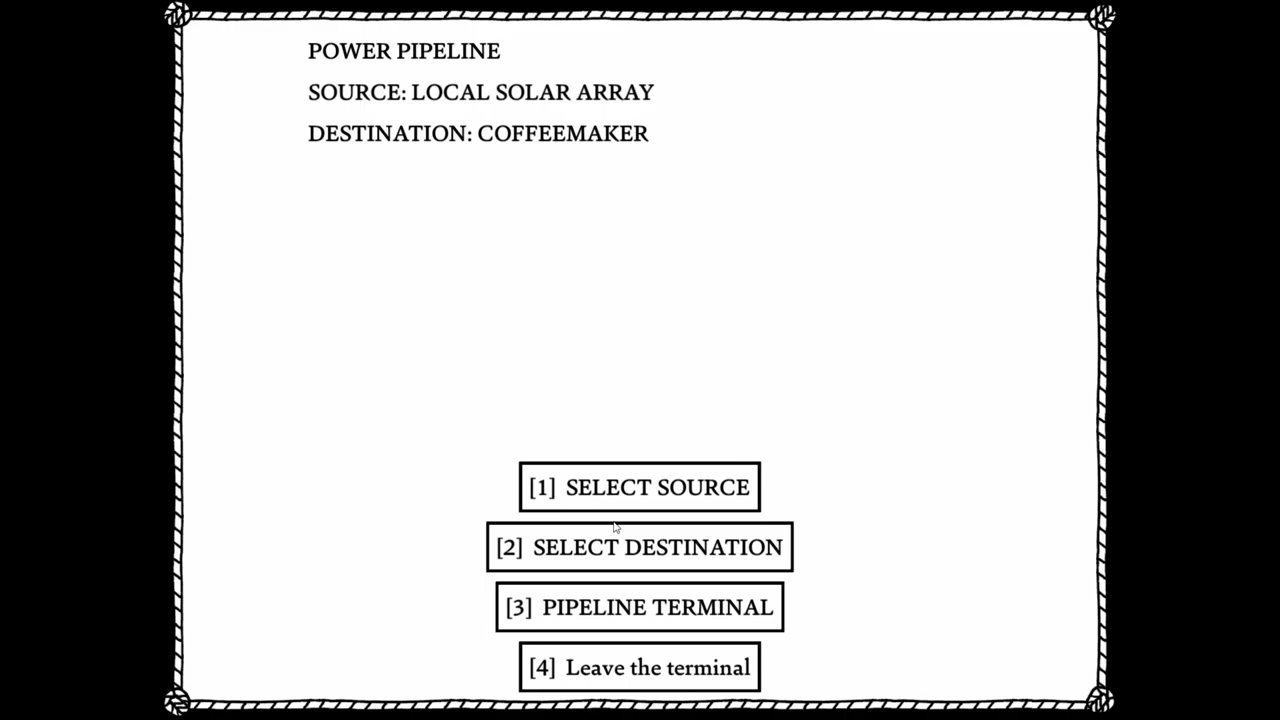 POWER PIPELINE
SOURCE: LOCAL SOLAR ARRAY
DESTINATION: COFFEEMAKER
[1] SELECT SOURCE
[2] SELECT DESTINATION
[3] PIPELINE TERMINAL
[4] Leave the terminal